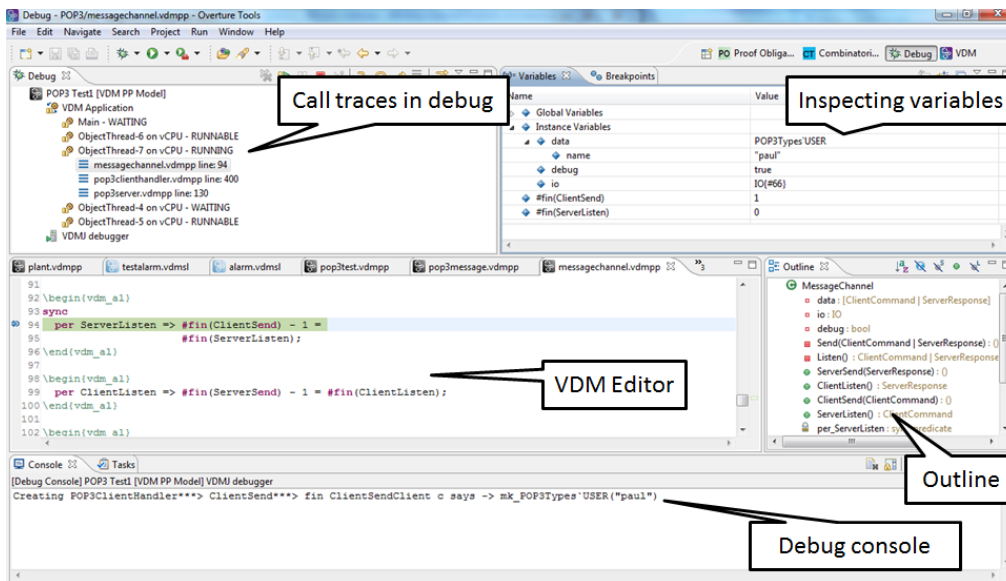 Debug - POP3/messagechannel.vdmpp - Overture Tools
File Edit Navigate Search Project Run Window Help
PO Proof Obliga... CT Combinatori... Debug VDM
Debug
POP3 Test1 [VDM PP Model]
VDM Application
Main - WAITING
ObjectThread-6 on vCPU - RUNNABLE
ObjectThread-7 on vCPU - RUNNING
messagechannel.vdmpp line: 94
pop3clienthandler.vdmpp line: 400
pop3server.vdmpp line: 130
ObjectThread-4 on vCPU - WAITING
ObjectThread-5 on vCPU - RUNNABLE
VDMJ debugger
Call traces in debug
Variables Breakpoints
Name Value
Global Variables
Instance Variables
data POP3Types`USER
name "paul"
debug true
io IO{#66}
#fin(ClientSend) 1
#fin(ServerListen) 0
Inspecting variables
plant.vdmpp testalarm.vdmsl alarm.vdmsl pop3test.vdmpp pop3message.vdmpp messagechannel.vdmpp 3
91
92 \begin{vdm_al}
93 sync
94 per ServerListen => #fin(ClientSend) - 1 =
95 #fin(ServerListen);
96 \end{vdm_al}
97
98 \begin{vdm_al}
99 per ClientListen => #fin(ServerSend) - 1 = #fin(ClientListen);
100 \end{vdm_al}
101
102 \begin{vdm_al}
VDM Editor
Outline
MessageChannel
data : [ClientCommand | ServerResponse]
io : IO
debug : bool
Send(ClientCommand | ServerResponse) : ()
Listen() : ClientCommand | ServerResponse
ServerSend(ServerResponse) : ()
ClientListen() : ServerResponse
ClientSend(ClientCommand) : ()
ServerListen() : ClientCommand
per_ServerListen :
Outline
Console Tasks
[Debug Console] POP3 Test1 [VDM PP Model] VDMJ debugger
Creating POP3ClientHandler***> ClientSend***> fin ClientSendClient c says -> mk_POP3Types`USER("paul")
Debug console